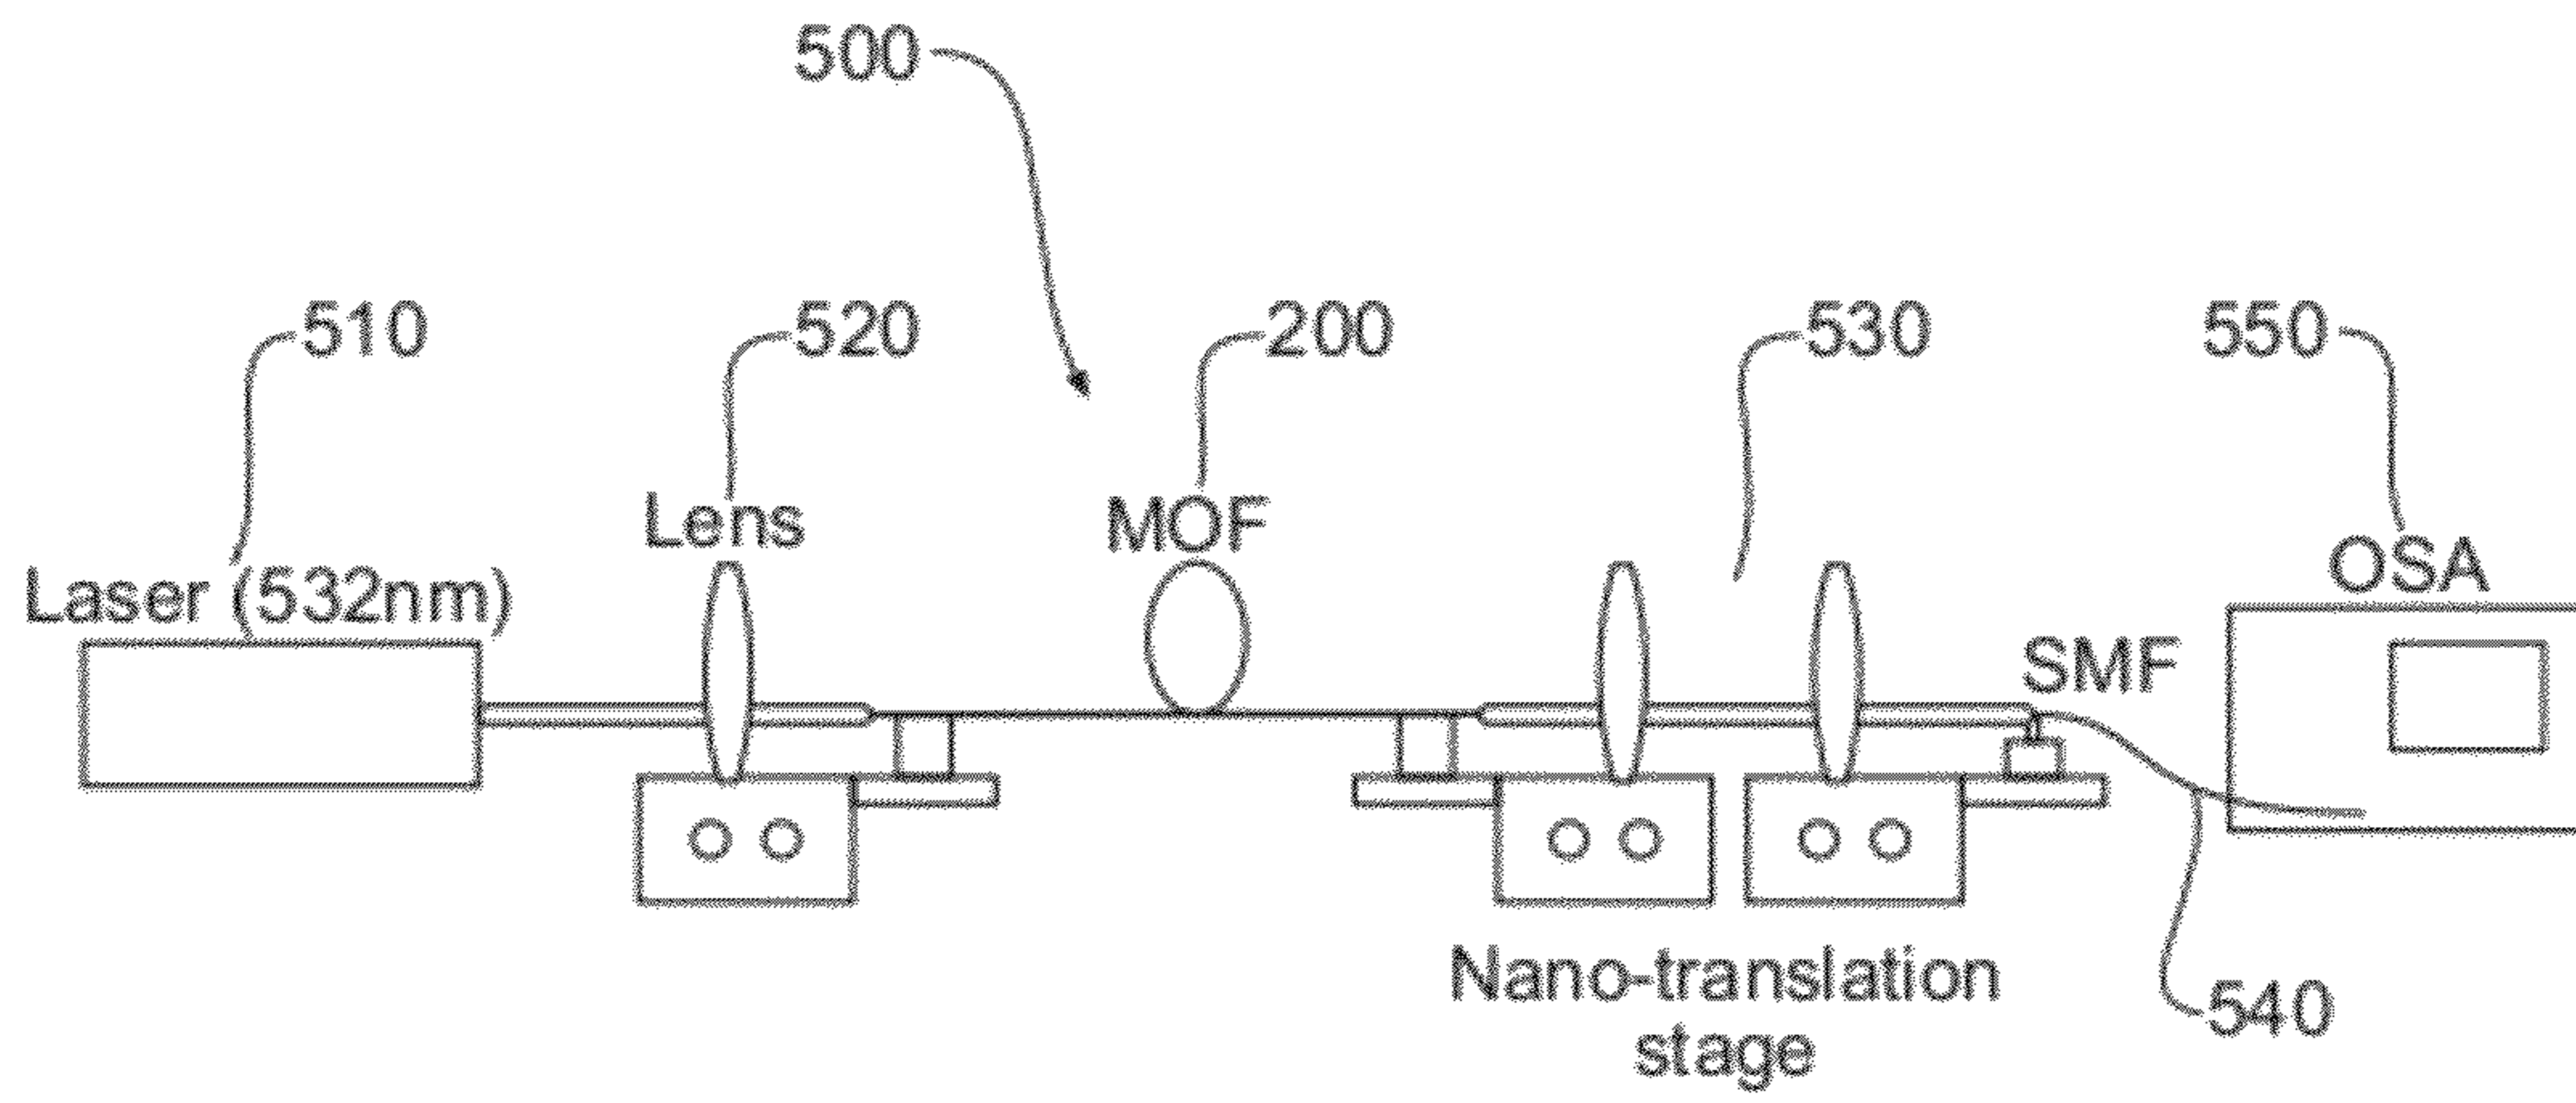 500
510
520
200
530
550
Lens
MOF
OSA
Laser (532nm)
SMF
Nano-translation
stage
540